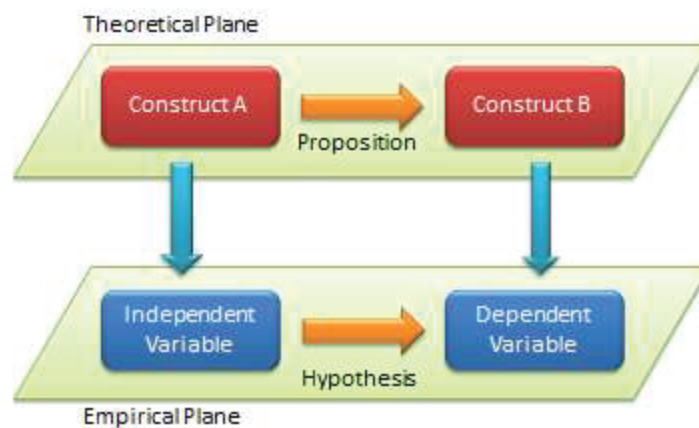 Theoretical Plane
Construct A
Construct B
Proposition
Independent
Variable
Dependent
Variable
Hypothesis
Empirical Plane